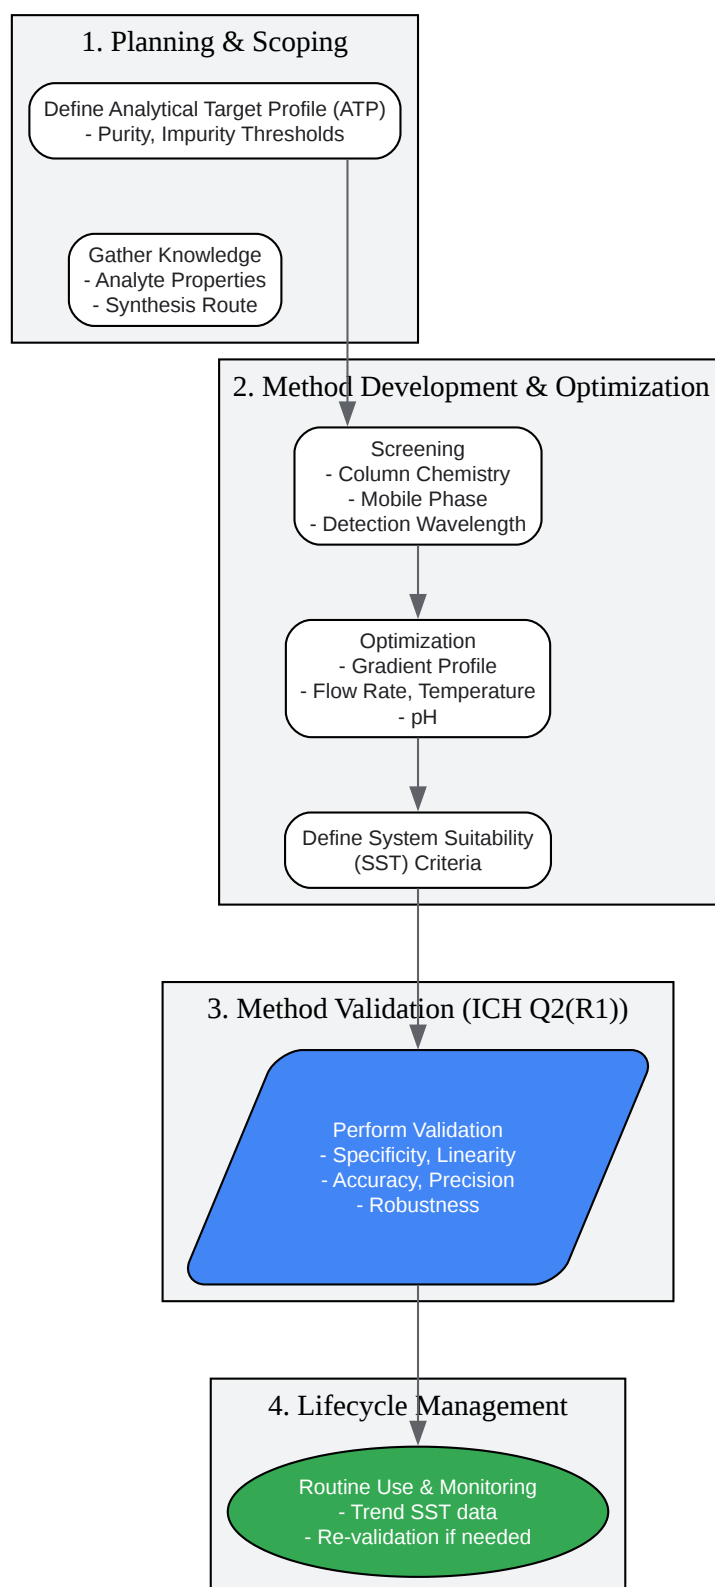 1. Planning & Scoping
Define Analytical Target Profile (ATP)
- Purity, Impurity Thresholds
Gather Knowledge
- Analyte Properties
- Synthesis Route
2. Method Development & Optimization
Screening
- Column Chemistry
- Mobile Phase
- Detection Wavelength
Optimization
- Gradient Profile
- Flow Rate, Temperature
- pH
Define System Suitability
(SST) Criteria
3. Method Validation (ICH Q2(R1))
Perform Validation
- Specificity, Linearity
- Accuracy, Precision
- Robustness
4. Lifecycle Management
Routine Use & Monitoring
- Trend SST data
- Re-validation if needed